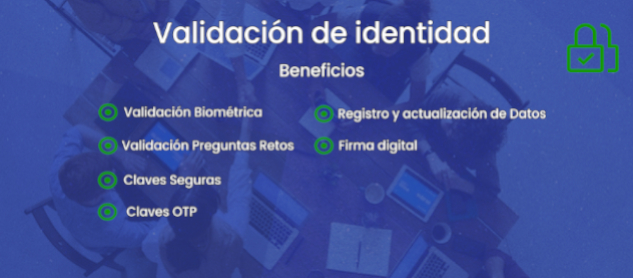 Validación de identidad
Beneficios
Validación Biométrica
Validación Preguntas Retos
Claves Seguras
Claves OTP
Registro y actualización de Datos
Firma digital